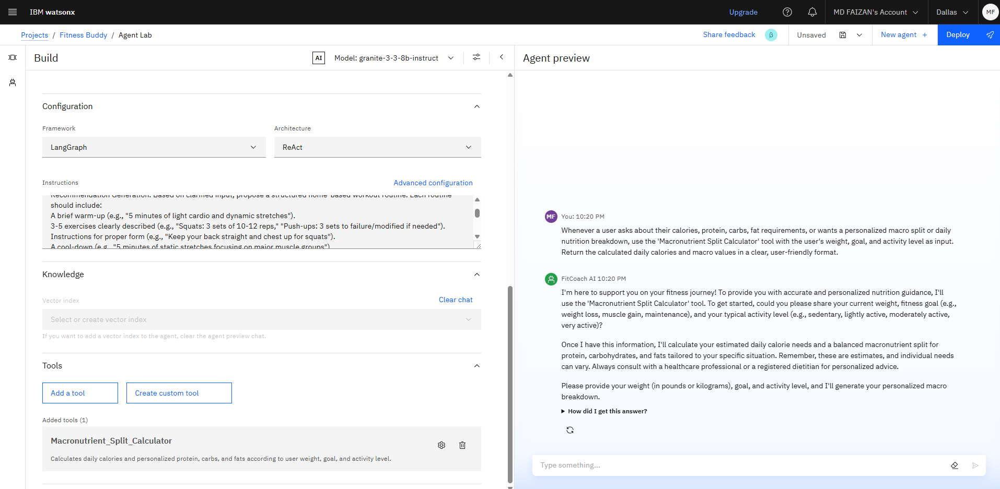 IBM watsonx
Upgrade
MD FAIZAN's Account
Dallas
MF
Projects / Fitness Buddy / Agent Lab
Share feedback
β
Unsaved
New agent +
Deploy
Build
AI
Model: granite-3-3-8b-instruct
Configuration
Framework
Architecture
LangGraph
ReAct
Instructions
Advanced configuration
Recommendation Generation: Based on clarified input, propose a structured home-based workout routine. Each routine
should include:
A brief warm-up (e.g., "5 minutes of light cardio and dynamic stretches").
3-5 exercises clearly described (e.g., "Squats: 3 sets of 10-12 reps," "Push-ups: 3 sets to failure/modified if needed").
Instructions for proper form (e.g., "Keep your back straight and chest up for squats").
A cool-down (e.g., "5 minutes of static stretches focusing on major muscle groups")
Knowledge
Vector index
Clear chat
Select or create vector index
If you want to add a vector index to the agent, clear the agent preview chat.
Tools
Add a tool
Create custom tool
Added tools (1)
Macronutrient_Split_Calculator
Calculates daily calories and personalized protein, carbs, and fats according to user weight, goal, and activity level.
Agent preview
MF
You: 10:20 PM
Whenever a user asks about their calories, protein, carbs, fat requirements, or wants a personalized macro split or daily
nutrition breakdown, use the 'Macronutrient Split Calculator' tool with the user's weight, goal, and activity level as input.
Return the calculated daily calories and macro values in a clear, user-friendly format.
FitCoach AI 10:20 PM
I'm here to support you on your fitness journey! To provide you with accurate and personalized nutrition guidance, I'll
use the 'Macronutrient Split Calculator' tool. To get started, could you please share your current weight, fitness goal (e.g.,
weight loss, muscle gain, maintenance), and your typical activity level (e.g., sedentary, lightly active, moderately active,
very active)?
Once I have this information, I'll calculate your estimated daily calorie needs and a balanced macronutrient split for
protein, carbohydrates, and fats tailored to your specific situation. Remember, these are estimates, and individual needs
can vary. Always consult with a healthcare professional or a registered dietitian for personalized advice.
Please provide your weight (in pounds or kilograms), goal, and activity level, and I'll generate your personalized macro
breakdown.
How did I get this answer?
Type something...